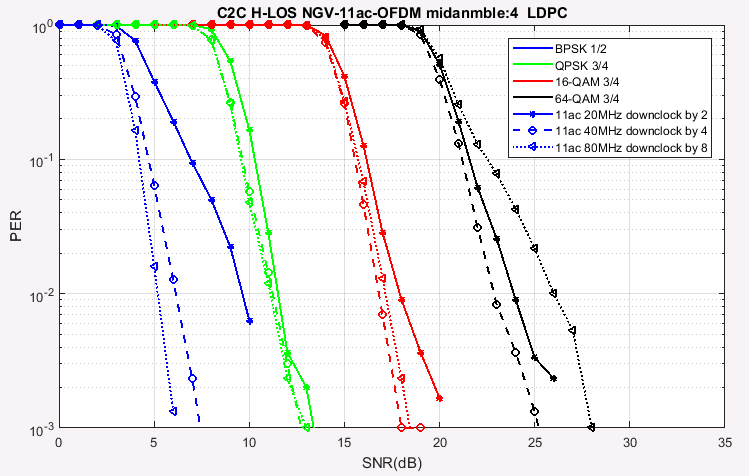 C2C H-LOS NGV-11ac-OFDM midanmble:4 LDPC
BPSK 1/2
QPSK 3/4
16-QAM 3/4
64-QAM 3/4
11ac 20MHz downclock by 2
11ac 40MHz downclock by 4
11ac 80MHz downclock by 8
PER
10^0
10^-1
10^-2
10^-3
0 5 10 15 20 25 30 35
SNR(dB)